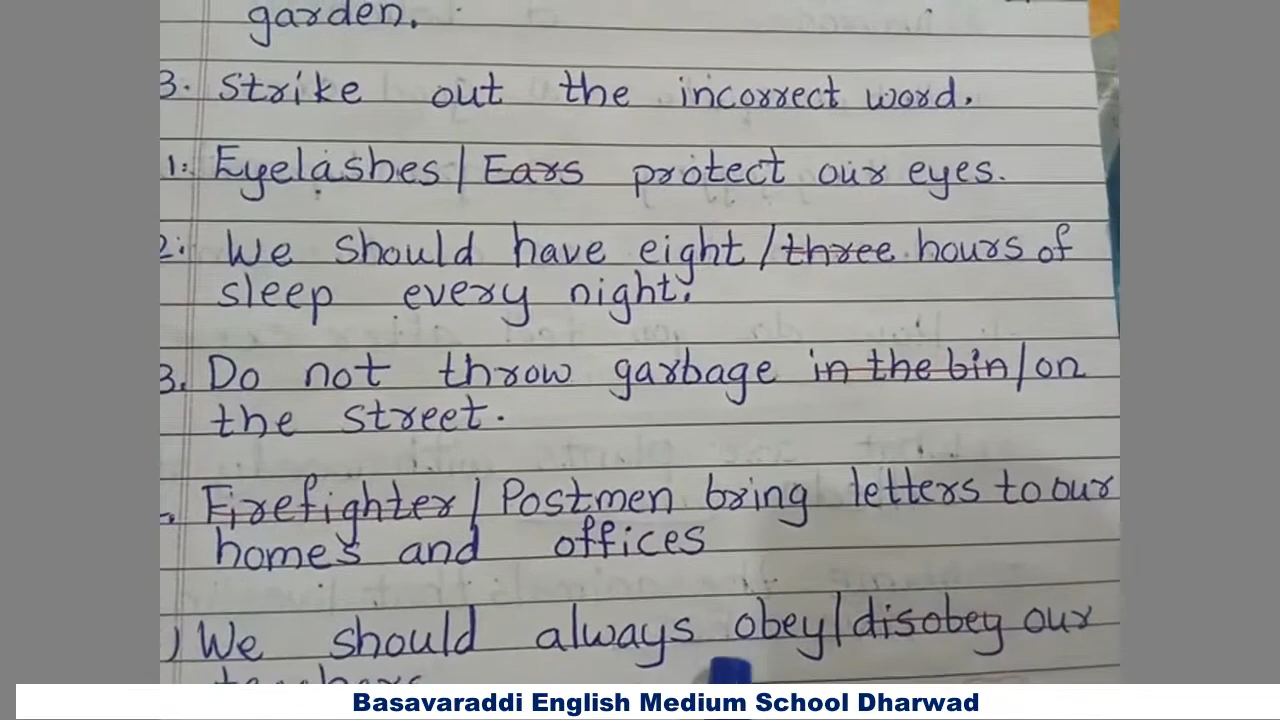 garden.
3. Strike out the incorrect word.
1. Eyelashes / Ears protect our eyes.
2. We should have eight / three hours of
sleep every night.
3. Do not throw garbage in the bin / on
the street.
Firefighter / Postmen bring letters to our
homes and offices
) We should always obey / disobey our
teachers
Basavaraddi English Medium School Dharwad